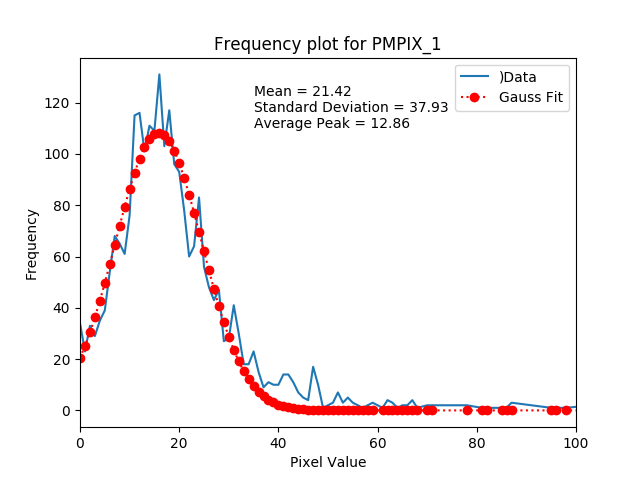 Frequency plot for PMPIX_1
Mean = 21.42
Standard Deviation = 37.93
Average Peak = 12.86
)Data
Gauss Fit
Frequency
120
100
80
60
40
20
0
0 20 40 60 80 100
Pixel Value